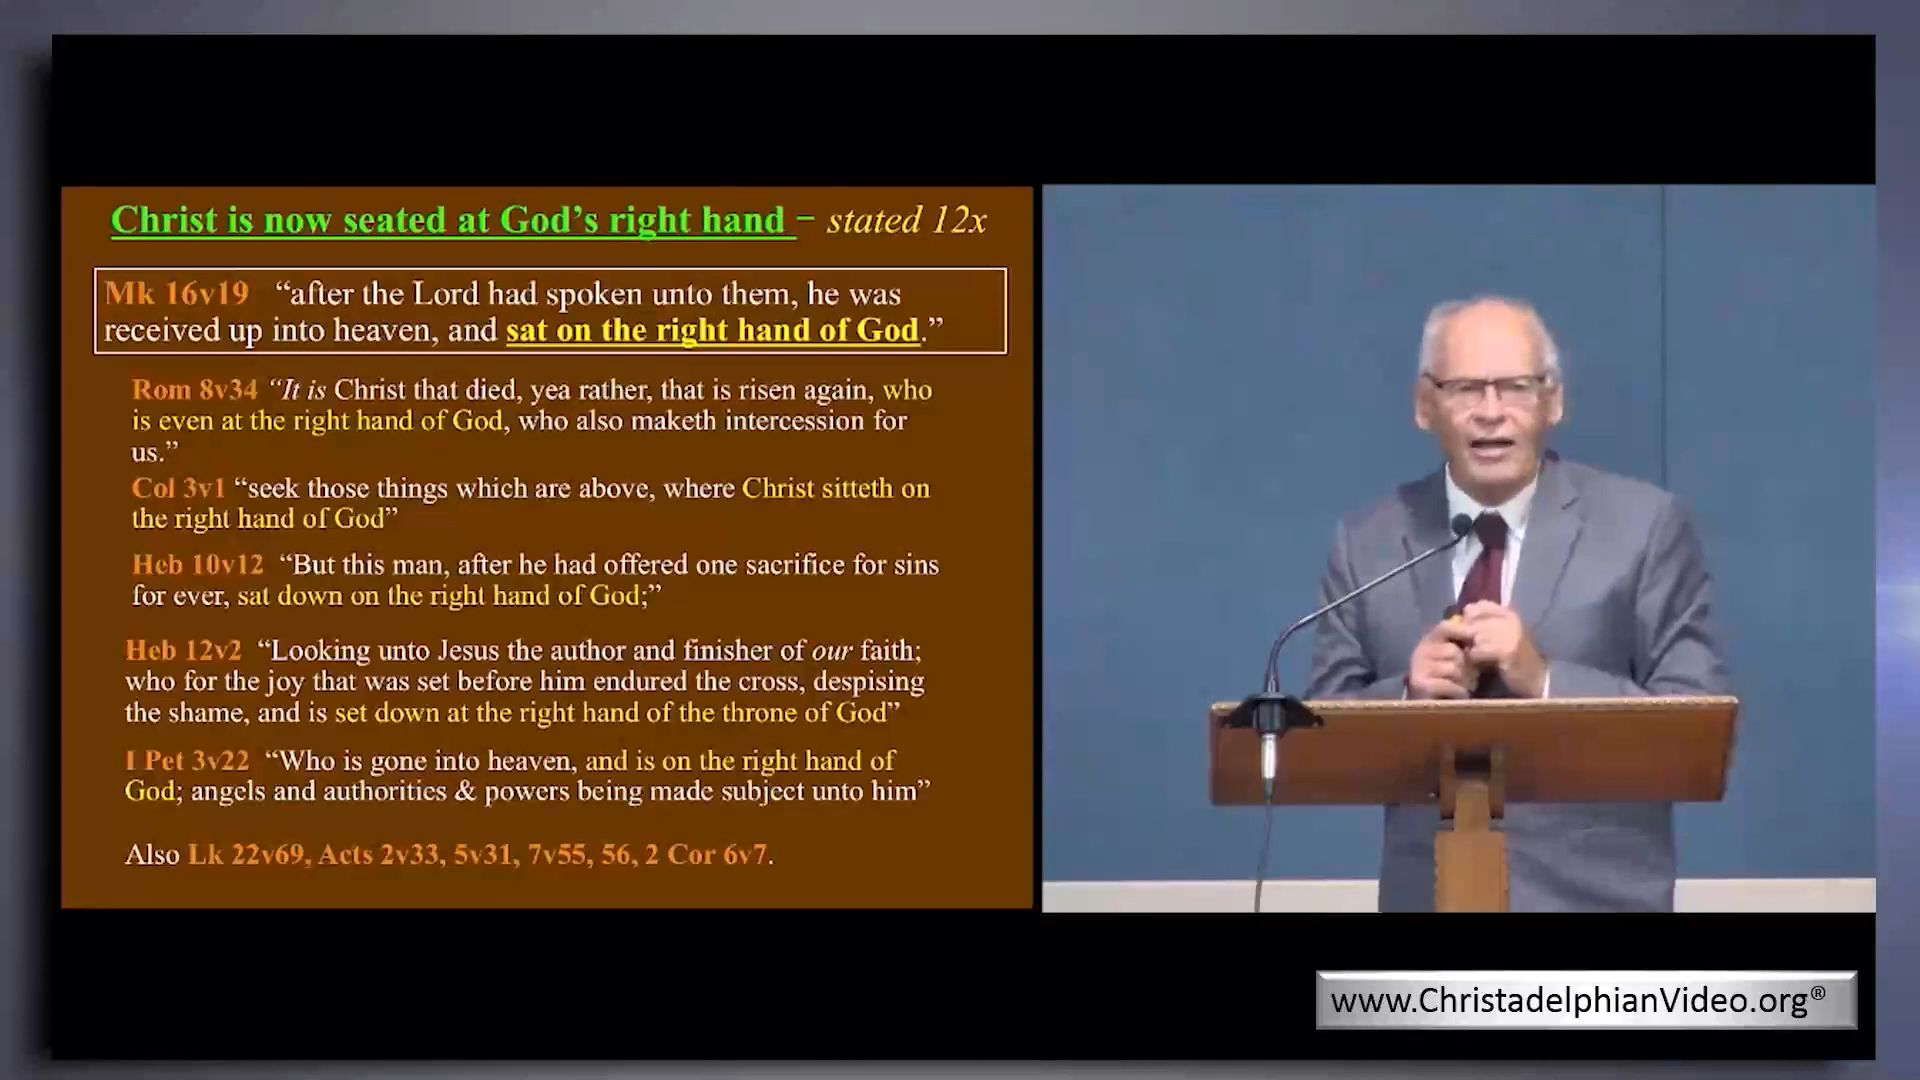 Christ is now seated at God’s right hand – stated 12x
Mk 16v19 “after the Lord had spoken unto them, he was
received up into heaven, and sat on the right hand of God.”
Rom 8v34 “It is Christ that died, yea rather, that is risen again, who
is even at the right hand of God, who also maketh intercession for
us.”
Col 3v1 “seek those things which are above, where Christ sitteth on
the right hand of God”
Heb 10v12 “But this man, after he had offered one sacrifice for sins
for ever, sat down on the right hand of God;”
Heb 12v2 “Looking unto Jesus the author and finisher of our faith;
who for the joy that was set before him endured the cross, despising
the shame, and is set down at the right hand of the throne of God”
I Pet 3v22 “Who is gone into heaven, and is on the right hand of
God; angels and authorities & powers being made subject unto him”
Also Lk 22v69, Acts 2v33, 5v31, 7v55, 56, 2 Cor 6v7.
www.ChristadelphianVideo.org®